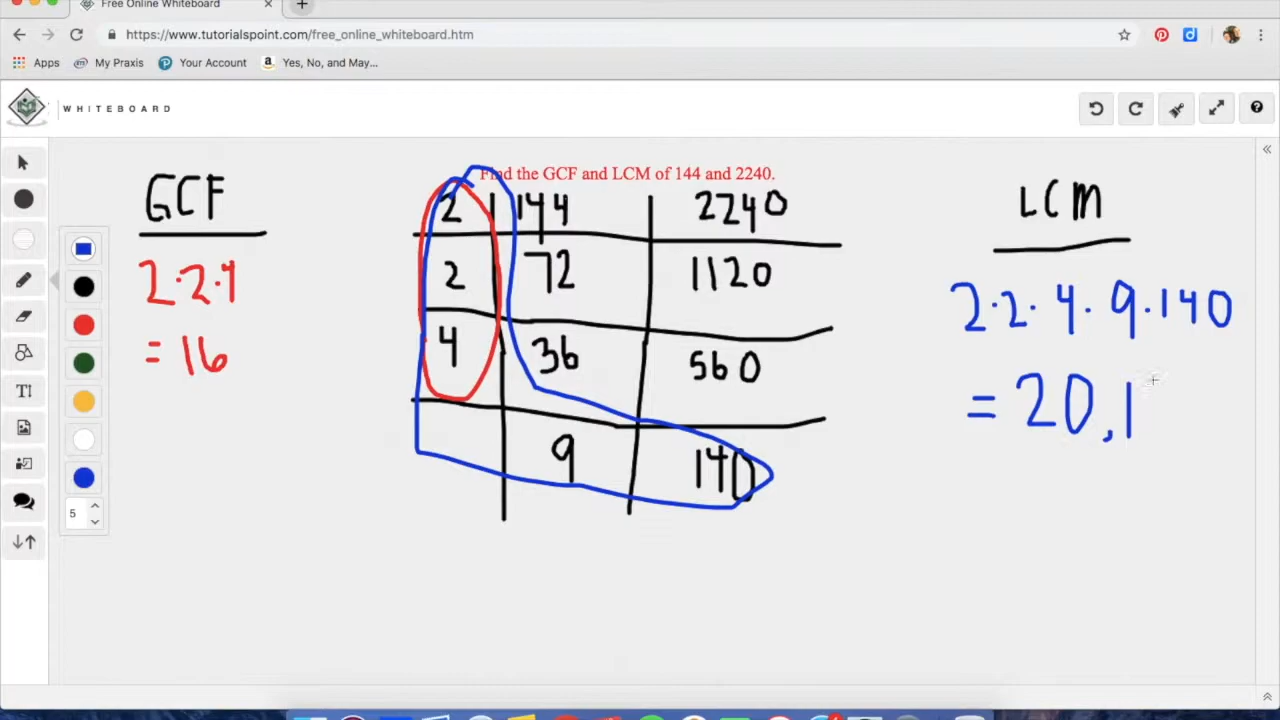 Free Online Whiteboard
https://www.tutorialspoint.com/free_online_whiteboard.htm
Apps My Praxis Your Account Yes, No, and May...
WHITEBOARD
Find the GCF and LCM of 144 and 2240.
GCF
2·2·4
= 16
2 144 2240
2 72 1120
4 36 560
9 140
LCM
2·2·4·9·140
= 20,1
5